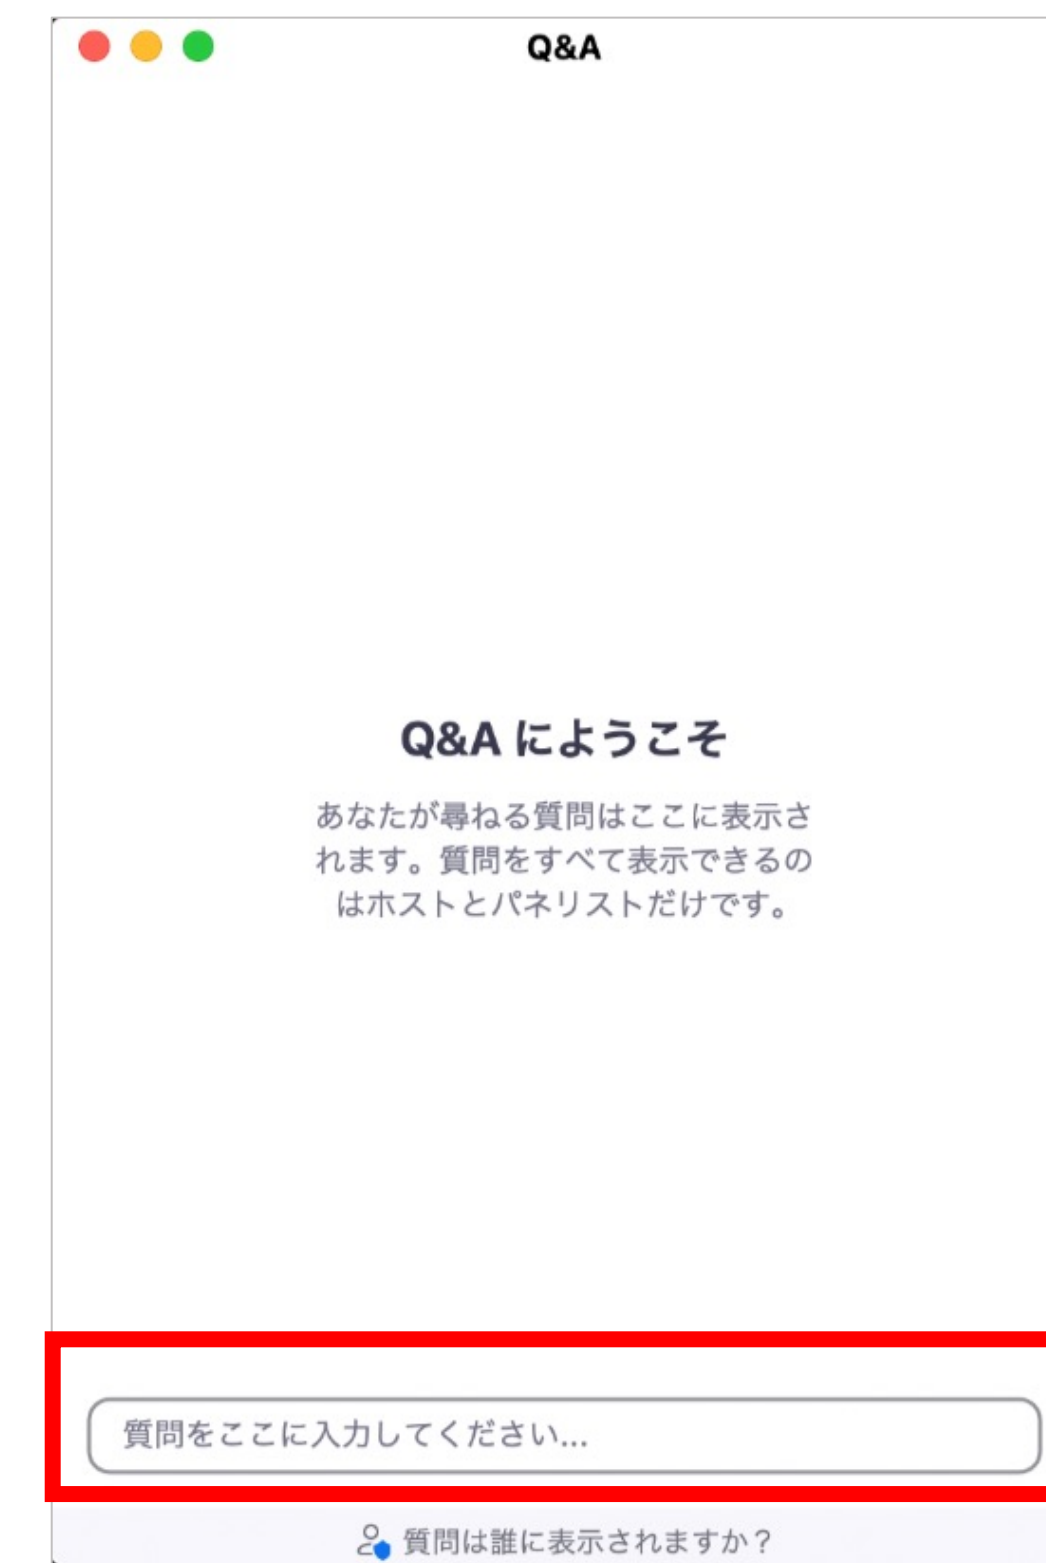 Q&A
Q&A にようこそ
あなたが尋ねる質問はここに表示さ
れます。質問をすべて表示できるの
はホストとパネリストだけです。
質問をここに入力してください...
質問は誰に表示されますか？